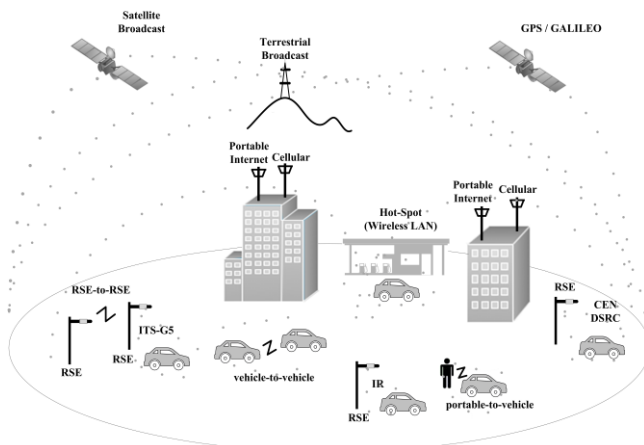 Satellite
Broadcast
Terrestrial
Broadcast
GPS / GALILEO
Portable
Internet
Cellular
Portable
Internet
Cellular
Hot-Spot
(Wireless LAN)
RSE-to-RSE
ITS-G5
RSE
RSE
vehicle-to-vehicle
IR
RSE
portable-to-vehicle
RSE
CEN
DSRC